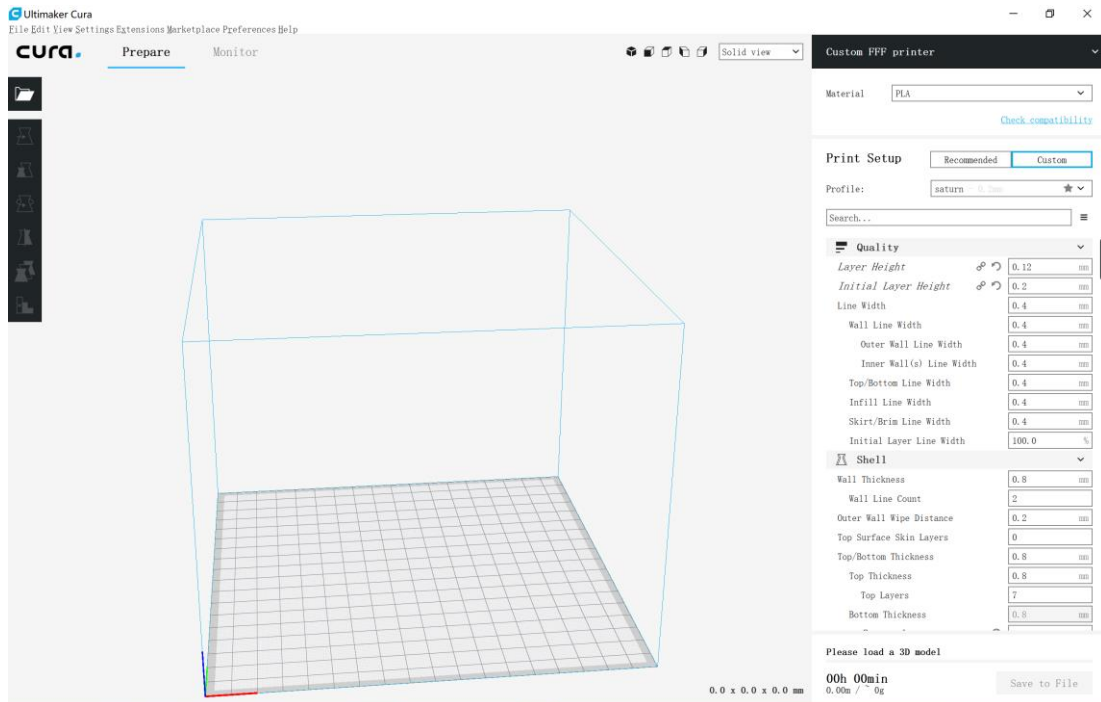 Ultimaker Cura
File Edit View Settings Extensions Marketplace Preferences Help
cura.
Prepare
Monitor
Solid view
Custom FFF printer
Material
PLA
Check compatibility
Print Setup
Recommended
Custom
Profile:
saturn - 0.2mm
Search...
Quality
Layer Height 0.12 mm
Initial Layer Height 0.2 mm
Line Width 0.4 mm
Wall Line Width 0.4 mm
Outer Wall Line Width 0.4 mm
Inner Wall(s) Line Width 0.4 mm
Top/Bottom Line Width 0.4 mm
Infill Line Width 0.4 mm
Skirt/Brim Line Width 0.4 mm
Initial Layer Line Width 100.0 %
Shell
Wall Thickness 0.8 mm
Wall Line Count 2
Outer Wall Wipe Distance 0.2 mm
Top Surface Skin Layers 0
Top/Bottom Thickness 0.8 mm
Top Thickness 0.8 mm
Top Layers 7
Bottom Thickness 0.8 mm
Please load a 3D model
00h 00min
0.00m / ~ 0g
Save to File
0.0 x 0.0 x 0.0 mm